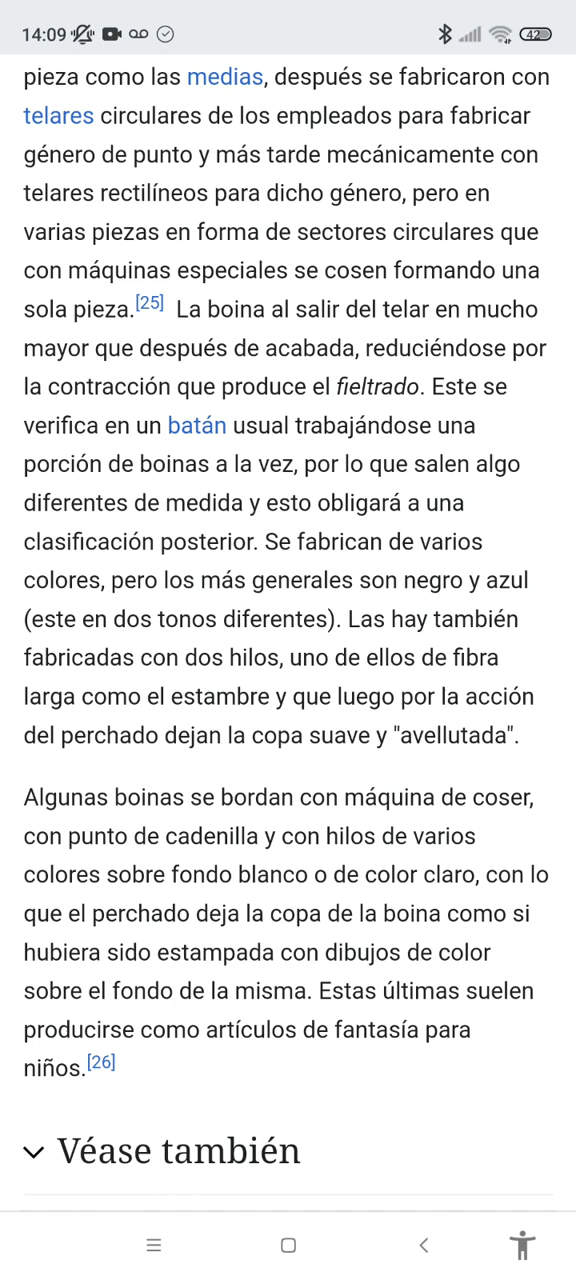 14:09
42
pieza como las medias, después se fabricaron con
telares circulares de los empleados para fabricar
género de punto y más tarde mecánicamente con
telares rectilíneos para dicho género, pero en
varias piezas en forma de sectores circulares que
con máquinas especiales se cosen formando una
sola pieza.[25] La boina al salir del telar en mucho
mayor que después de acabada, reduciéndose por
la contracción que produce el fieltrado. Este se
verifica en un batán usual trabajándose una
porción de boinas a la vez, por lo que salen algo
diferentes de medida y esto obligará a una
clasificación posterior. Se fabrican de varios
colores, pero los más generales son negro y azul
(este en dos tonos diferentes). Las hay también
fabricadas con dos hilos, uno de ellos de fibra
larga como el estambre y que luego por la acción
del perchado dejan la copa suave y "avellutada".
Algunas boinas se bordan con máquina de coser,
con punto de cadenilla y con hilos de varios
colores sobre fondo blanco o de color claro, con lo
que el perchado deja la copa de la boina como si
hubiera sido estampada con dibujos de color
sobre el fondo de la misma. Estas últimas suelen
producirse como artículos de fantasía para
niños.[26]
Véase también